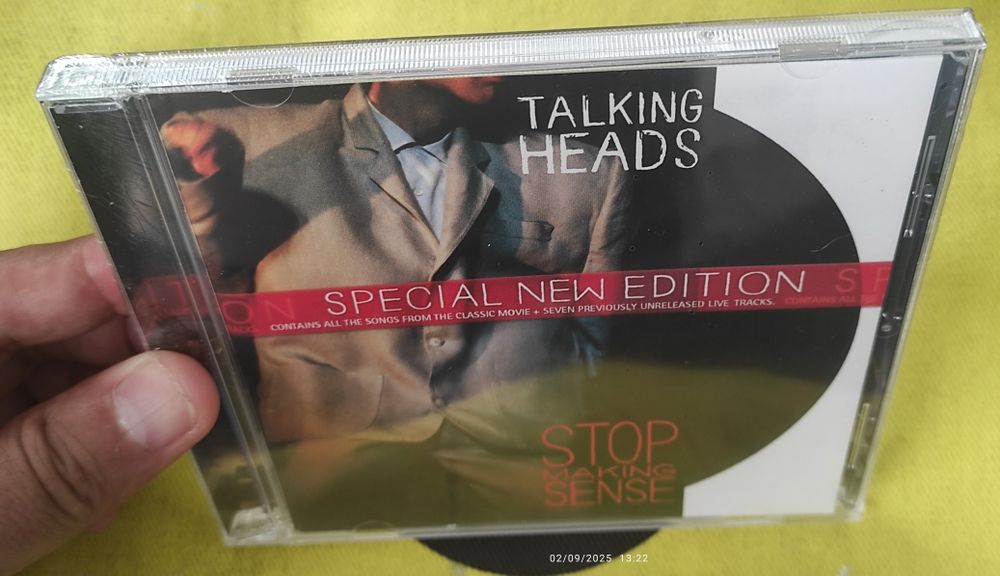 TALKING
HEADS
SPECIAL NEW EDITION
CONTAINS ALL THE SONGS FROM THE CLASSIC MOVIE + SEVEN PREVIOUSLY UNRELEASED LIVE TRACKS.
STOP
MAKING
SENSE
02/09/2025 13:22